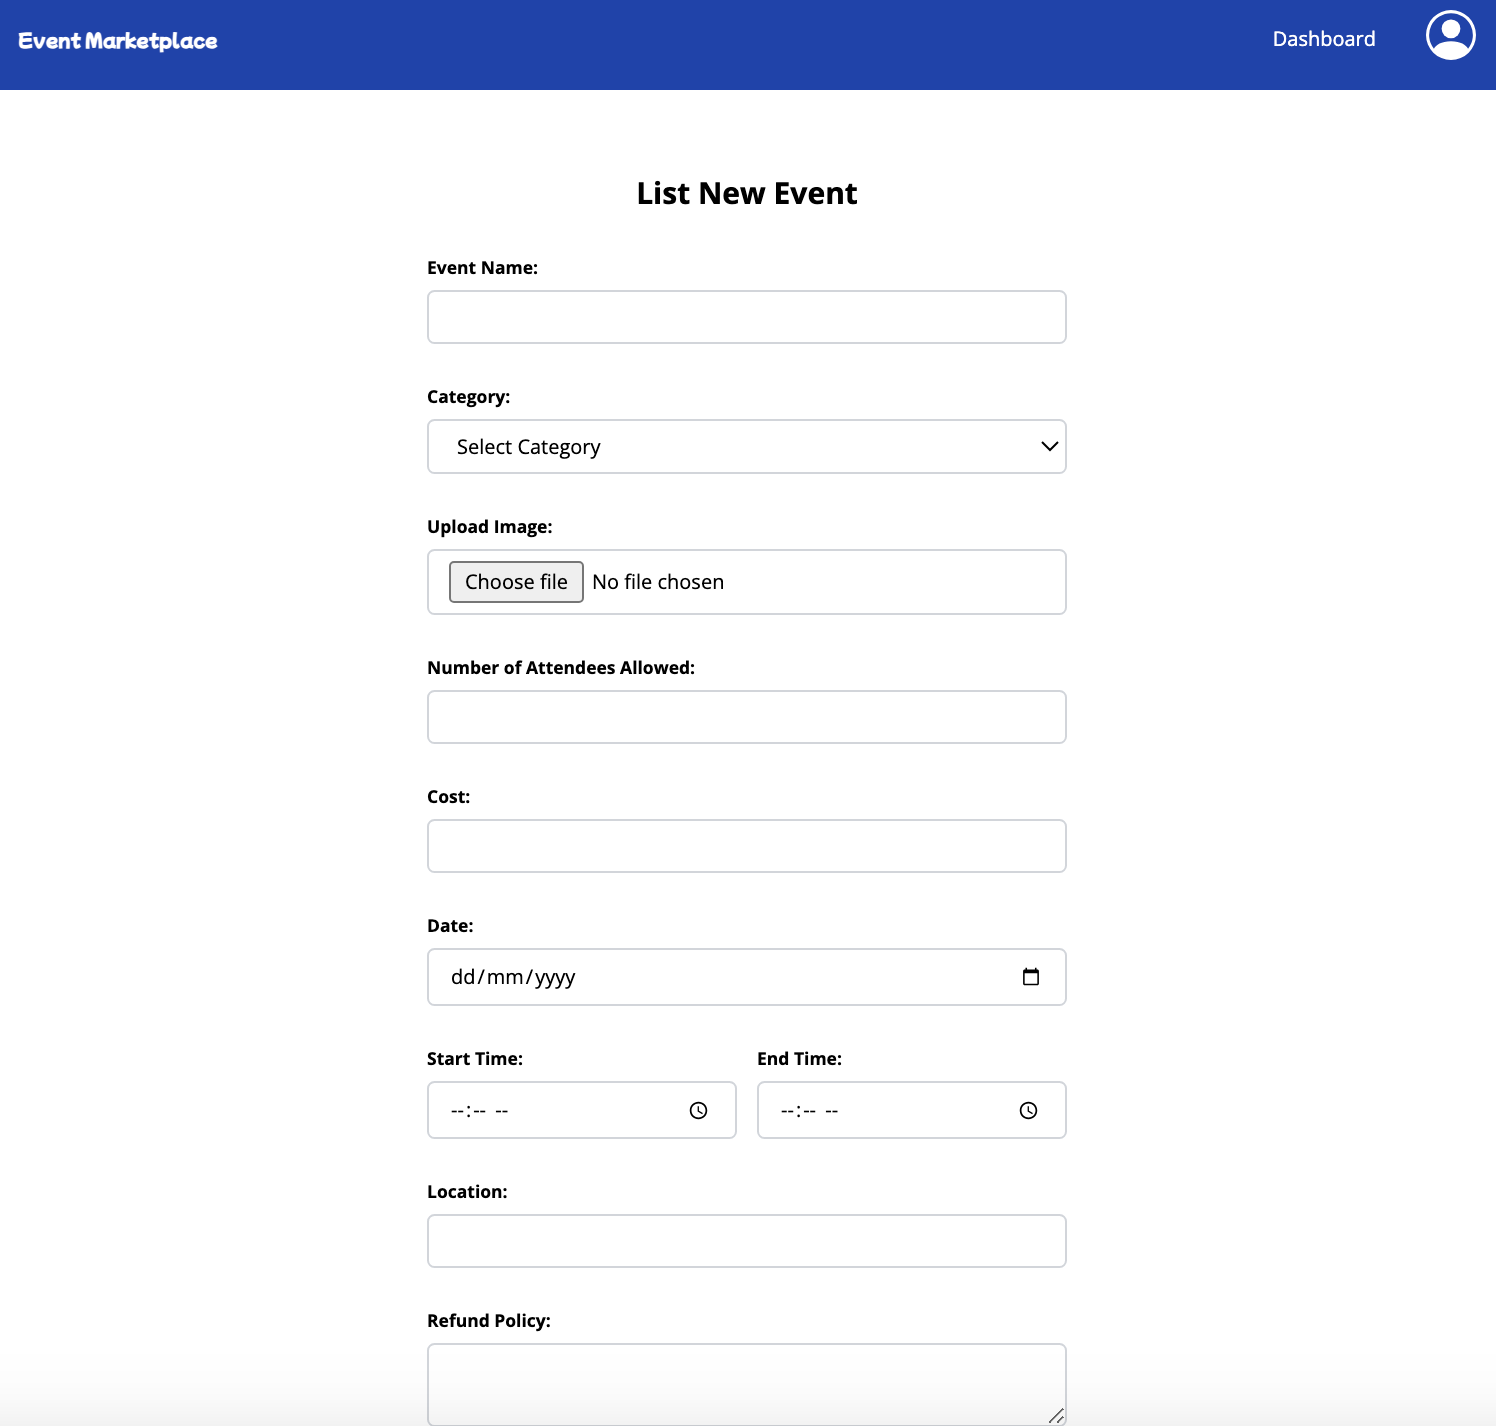 Event Marketplace
Dashboard
List New Event
Event Name:
Category:
Select Category
Upload Image:
Choose file No file chosen
Number of Attendees Allowed:
Cost:
Date:
dd/mm/yyyy
Start Time: End Time:
--:-- -- --:-- --
Location:
Refund Policy: